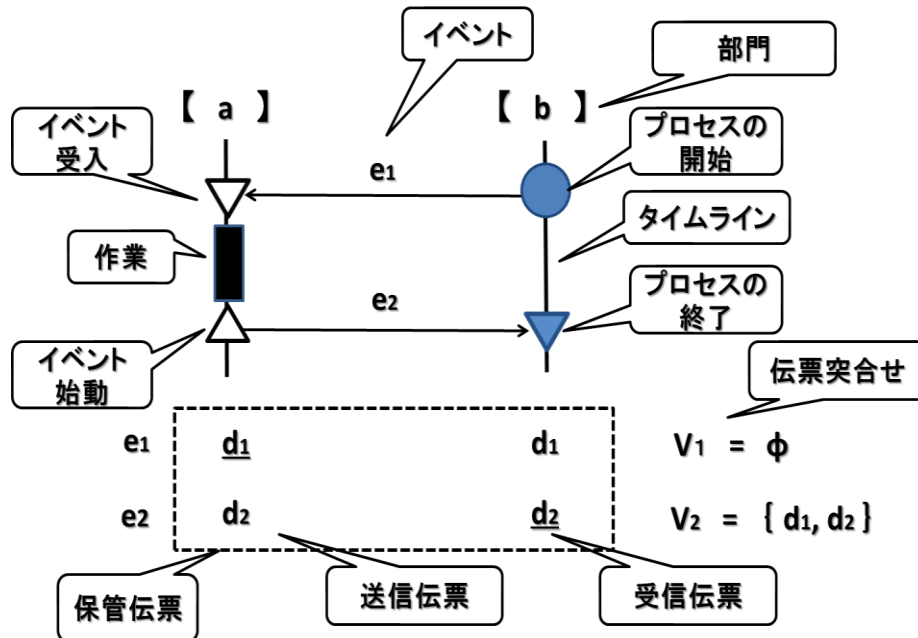 イベント
部門
【 a 】
【 b 】
イベント
受入
プロセスの
開始
e1
タイムライン
作業
e2
プロセスの
終了
イベント
始動
伝票突合せ
e1 d1 d1 V1 = φ
e2 d2 d2 V2 = { d1, d2 }
保管伝票
送信伝票
受信伝票